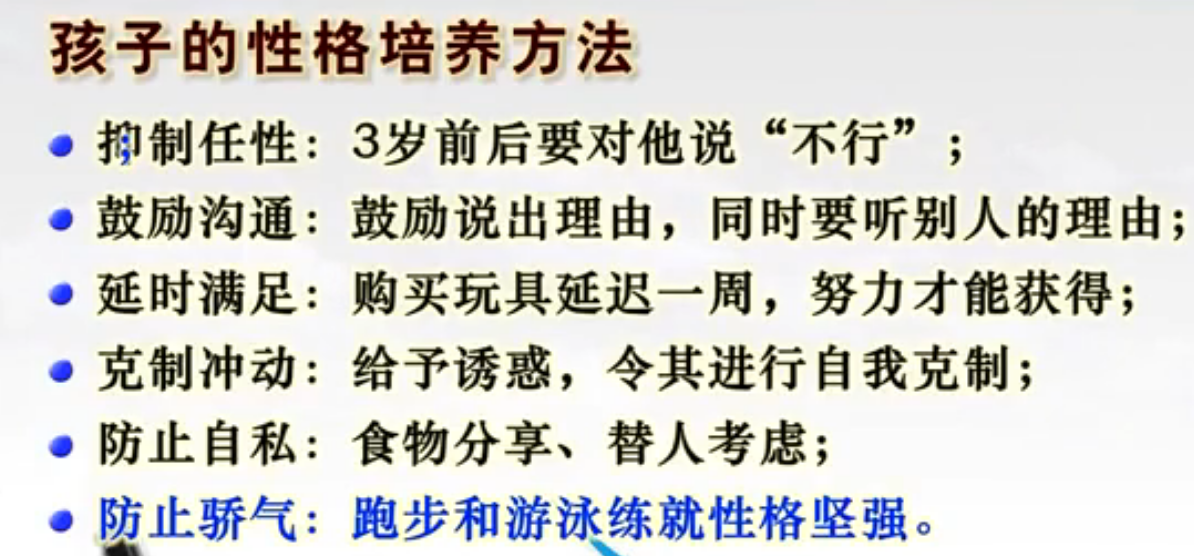 孩子的性格培养方法
抑制任性：3岁前后要对他说“不行”；
鼓励沟通：鼓励说出理由，同时要听别人的理由；
延时满足：购买玩具延迟一周，努力才能获得；
克制冲动：给予诱惑，令其进行自我克制；
防止自私：食物分享、替人考虑；
防止骄气：跑步和游泳练就性格坚强。